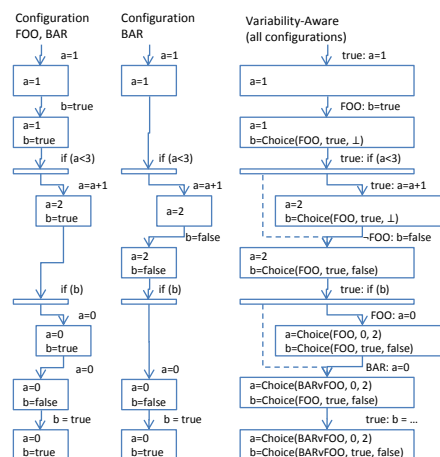 Configuration
FOO, BAR
a=1
a=1
b=true
a=1
b=true
if (a<3)
a=a+1
a=2
b=true
if (b)
a=0
a=0
b=true
a=0
a=0
b=false
b = true
a=0
b=true
Configuration
BAR
a=1
a=1
if (a<3)
a=a+1
a=2
b=false
a=2
b=false
if (b)
a=0
b=false
b = true
a=0
b=true
Variability-Aware
(all configurations)
true: a=1
a=1
FOO: b=true
a=1
b=Choice(FOO, true, ⊥)
true: if (a<3)
true: a=a+1
a=2
b=Choice(FOO, true, ⊥)
¬FOO: b=false
a=2
b=Choice(FOO, true, false)
true: if (b)
FOO: a=0
a=Choice(FOO, 0, 2)
b=Choice(FOO, true, false)
BAR: a=0
a=Choice(BAR∨FOO, 0, 2)
b=Choice(FOO, true, false)
true: b = …
a=Choice(BAR∨FOO, 0, 2)
b=Choice(BAR∨FOO, true, false)